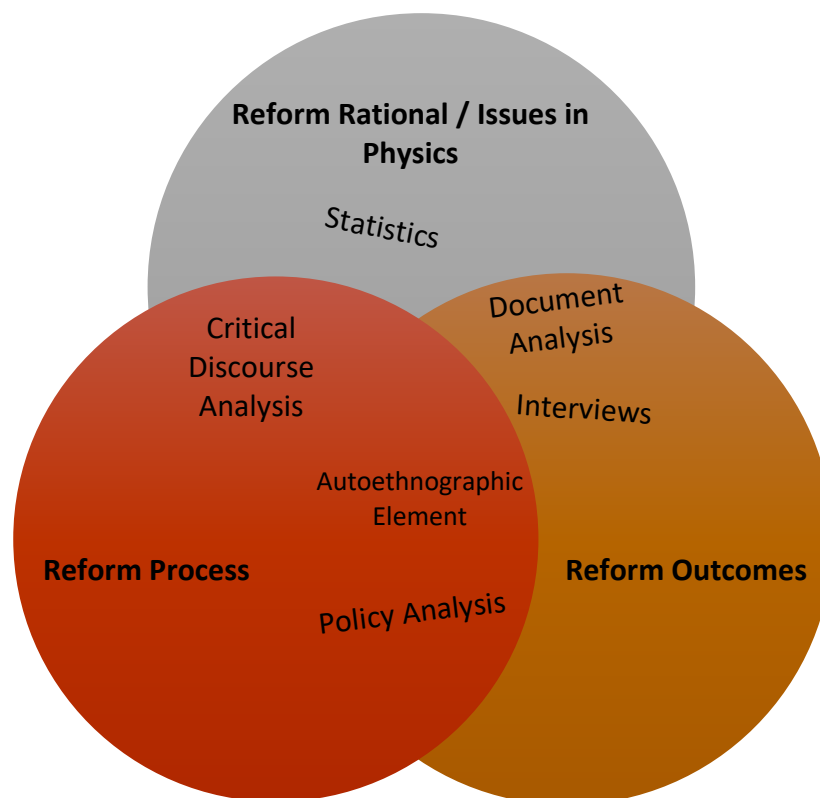 Reform Rational / Issues in
Physics
Statistics
Document
Analysis
Critical
Discourse
Analysis
Interviews
Autoethnographic
Element
Reform Process
Reform Outcomes
Policy Analysis